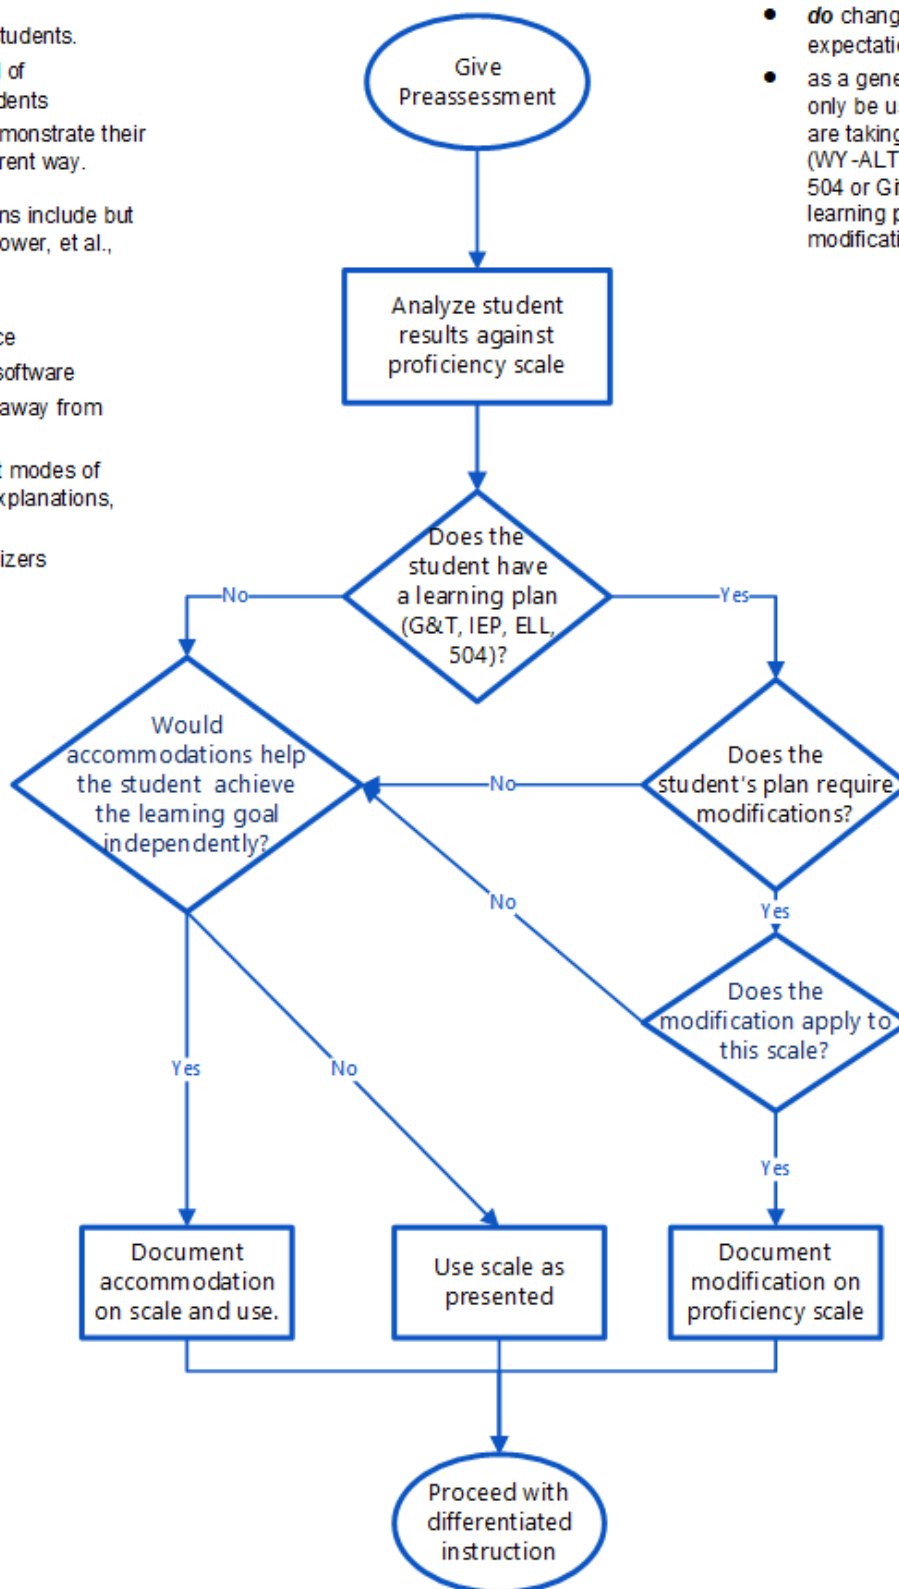 tudents.
of
dents
monstrate their
rent way.
ns include but
ower, et al.,
ce
software
away from
t modes of
xplanations,
izers
do chang
expectati
as a gene
only be u
are taking
(WY-ALT
504 or Gi
learning p
modificati
Give
Preassessment
Analyze student
results against
proficiency scale
Does the
student have
a learning plan
(G&T, IEP, ELL,
504)?
No
Yes
Would
accommodations help
the student achieve
the learning goal
independently?
No
Does the
student's plan require
modifications?
No
Yes
Does the
modification apply to
this scale?
Yes
No
Yes
Document
accommodation
on scale and use.
Use scale as
presented
Document
modification on
proficiency scale
Proceed with
differentiated
instruction